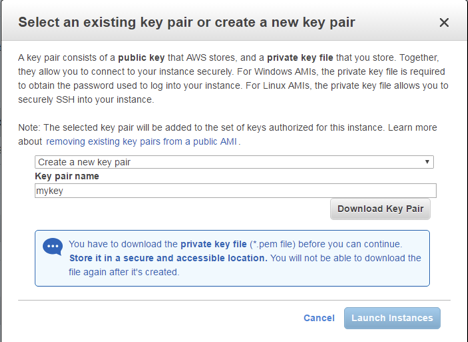 Select an existing key pair or create a new key pair
A key pair consists of a public key that AWS stores, and a private key file that you store. Together,
they allow you to connect to your instance securely. For Windows AMIs, the private key file is required
to obtain the password used to log into your instance. For Linux AMIs, the private key file allows you to
securely SSH into your instance.
Note: The selected key pair will be added to the set of keys authorized for this instance. Learn more
about removing existing key pairs from a public AMI.
Create a new key pair
Key pair name
mykey
Download Key Pair
You have to download the private key file (*.pem file) before you can continue.
Store it in a secure and accessible location. You will not be able to download the
file again after it's created.
Cancel
Launch Instances